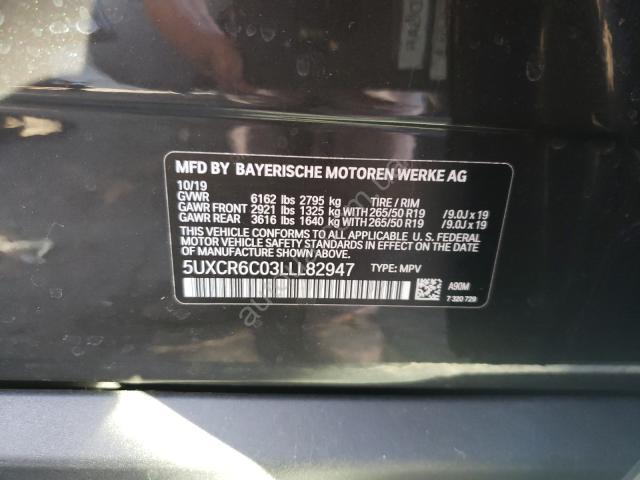 MFD BY BAYERISCHE MOTOREN WERKE AG
10/19
GVWR 6162 lbs 2795 kg TIRE / RIM
GAWR FRONT 2921 lbs 1325 kg WITH 265/50 R19 /9.0J x 19
GAWR REAR 3616 lbs 1640 kg WITH 265/50 R19 /9.0J x 19
THIS VEHICLE CONFORMS TO ALL APPLICABLE U. S. FEDERAL
MOTOR VEHICLE SAFETY STANDARDS IN EFFECT ON THE DATE
OF MANUFACTURE SHOWN ABOVE.
5UXCR6C03LLL82947 TYPE: MPV
A90M
7 320 729